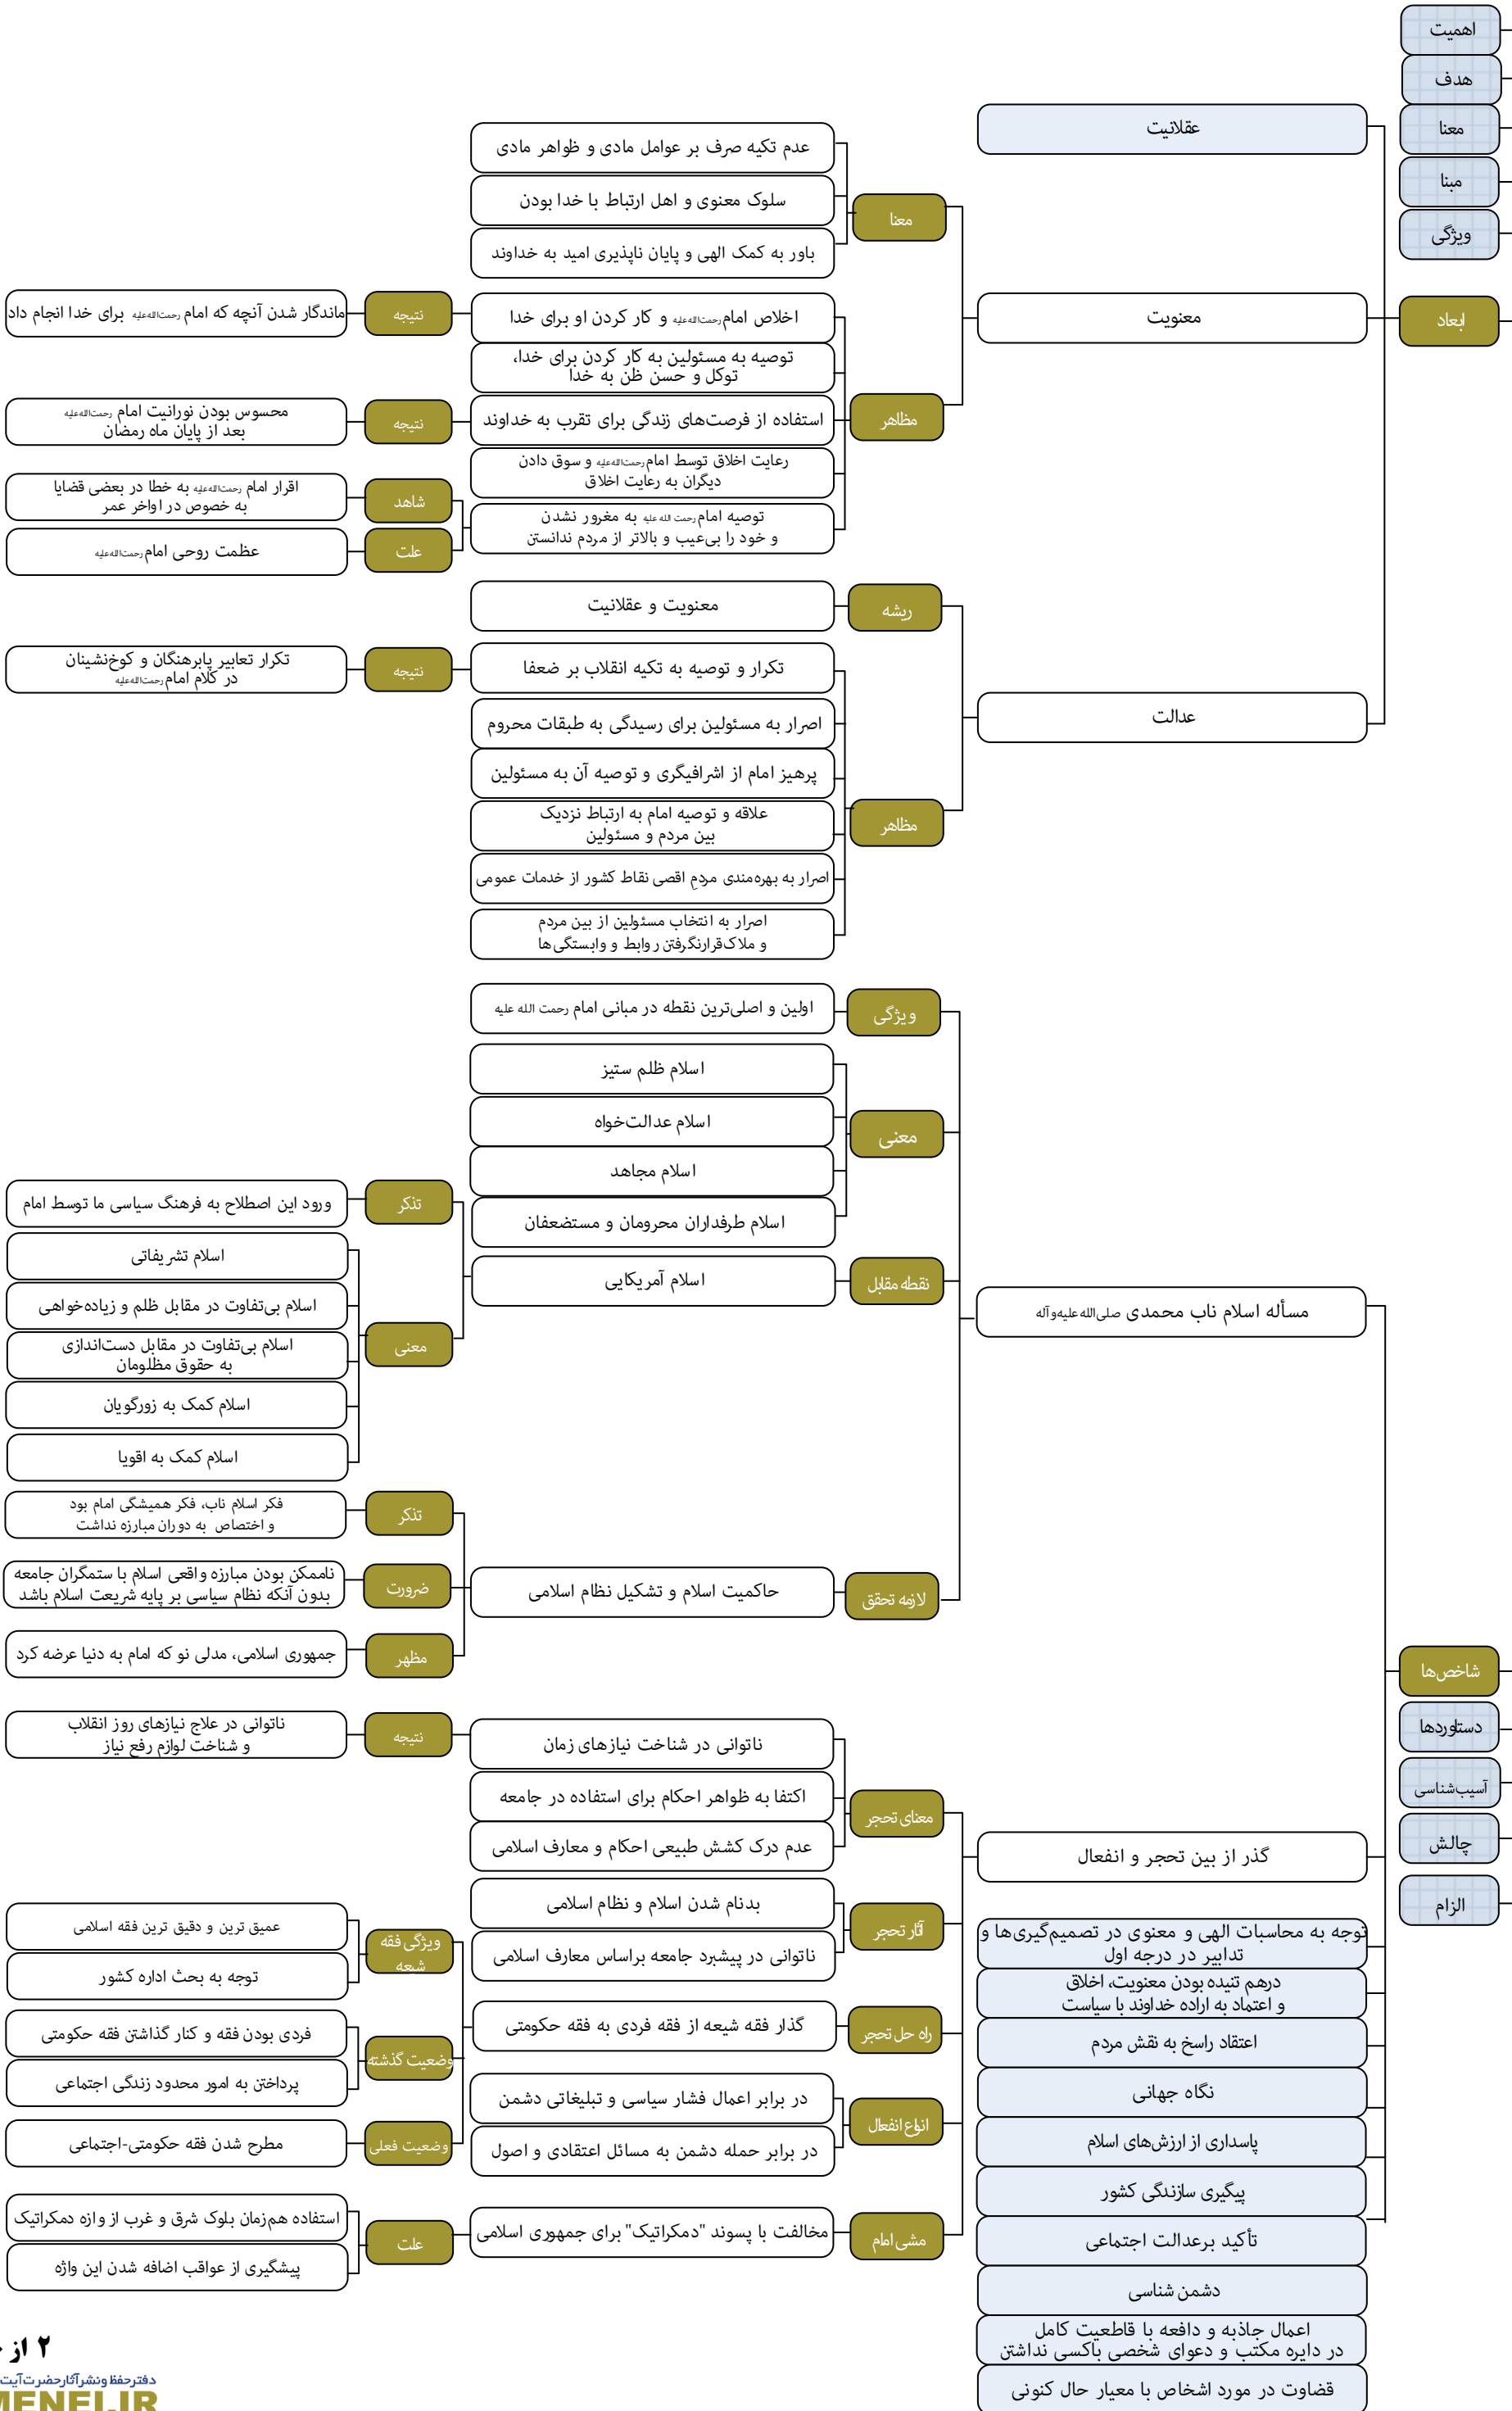 اهمیت
هدف
معنا
مبنا
ویژگی
ابعاد
عقلانیت
معنویت
معنا
عدم تکیه صرف بر عوامل مادی و ظواهر مادی
سلوک معنوی و اهل ارتباط با خدا بودن
باور به کمک الهی و پایان ناپذیری امید به خداوند
مظاهر
اخلاص امام رحمت‌الله‌علیه و کار کردن او برای خدا
نتیجه
ماندگار شدن آنچه که امام رحمت‌الله‌علیه برای خدا انجام داد
توصیه به مسئولین به کار کردن برای خدا،
توکل و حسن ظن به خدا
استفاده از فرصت‌های زندگی برای تقرب به خداوند
نتیجه
محسوس بودن نورانیت امام رحمت‌الله‌علیه
بعد از پایان ماه رمضان
رعایت اخلاق توسط امام رحمت‌الله‌علیه و سوق دادن
دیگران به رعایت اخلاق
توصیه امام رحمت الله علیه به مغرور نشدن
و خود را بی‌عیب و بالاتر از مردم ندانستن
شاهد
اقرار امام رحمت‌الله‌علیه به خطا در بعضی قضایا
به خصوص در اواخر عمر
علت
عظمت روحی امام رحمت‌الله‌علیه
عدالت
ریشه
معنویت و عقلانیت
مظاهر
تکرار و توصیه به تکیه انقلاب بر ضعفا
نتیجه
تکرار تعابیر پابرهنگان و کوخ‌نشینان
در کلام امام رحمت‌الله‌علیه
اصرار به مسئولین برای رسیدگی به طبقات محروم
پرهیز امام از اشرافیگری و توصیه آن به مسئولین
علاقه و توصیه امام به ارتباط نزدیک
بین مردم و مسئولین
اصرار به بهره‌مندی مردمِ اقصی نقاط کشور از خدمات عمومی
اصرار به انتخاب مسئولین از بین مردم
و ملاک‌قرارنگرفتن روابط و وابستگی‌ها
شاخص‌ها
مسأله اسلام ناب محمدی صلی‌الله‌علیه‌وآله
ویژگی
اولین و اصلی‌ترین نقطه در مبانی امام رحمت الله علیه
معنی
اسلام ظلم ستیز
اسلام عدالت‌خواه
اسلام مجاهد
اسلام طرفداران محرومان و مستضعفان
نقطه مقابل
اسلام آمریکایی
تذکر
ورود این اصطلاح به فرهنگ سیاسی ما توسط امام
معنی
اسلام تشریفاتی
اسلام بی‌تفاوت در مقابل ظلم و زیاده‌خواهی
اسلام بی‌تفاوت در مقابل دست‌اندازی
به حقوق مظلومان
اسلام کمک به زورگویان
اسلام کمک به اقویا
لازمه تحقق
حاکمیت اسلام و تشکیل نظام اسلامی
تذکر
فکر اسلام ناب، فکر همیشگی امام بود
و اختصاص به دوران مبارزه نداشت
ضرورت
ناممکن بودن مبارزه واقعی اسلام با ستمگران جامعه
بدون آنکه نظام سیاسی بر پایه شریعت اسلام باشد
مظهر
جمهوری اسلامی، مدلی نو که امام به دنیا عرضه کرد
گذر از بین تحجر و انفعال
معنای تحجر
ناتوانی در شناخت نیازهای زمان
نتیجه
ناتوانی در علاج نیازهای روز انقلاب
و شناخت لوازم رفع نیاز
اکتفا به ظواهر احکام برای استفاده در جامعه
عدم درک کشش طبیعی احکام و معارف اسلامی
آثار تحجر
بدنام شدن اسلام و نظام اسلامی
ناتوانی در پیشبرد جامعه براساس معارف اسلامی
راه حل تحجر
گذار فقه شیعه از فقه فردی به فقه حکومتی
ویژگی فقه
شیعه
عمیق ترین و دقیق ترین فقه اسلامی
توجه به بحث اداره کشور
وضعیت گذشته
فردی بودن فقه و کنار گذاشتن فقه حکومتی
پرداختن به امور محدود زندگی اجتماعی
وضعیت فعلی
مطرح شدن فقه حکومتی-اجتماعی
انواع انفعال
در برابر اعمال فشار سیاسی و تبلیغاتی دشمن
در برابر حمله دشمن به مسائل اعتقادی و اصول
مشی امام
مخالفت با پسوند "دمکراتیک" برای جمهوری اسلامی
علت
استفاده هم‌زمان بلوک شرق و غرب از واژه دمکراتیک
پیشگیری از عواقب اضافه شدن این واژه
توجه به محاسبات الهی و معنوی در تصمیم‌گیری‌ها و
تدابیر در درجه اول
درهم تنیده بودن معنویت، اخلاق
و اعتماد به اراده خداوند با سیاست
اعتقاد راسخ به نقش مردم
نگاه جهانی
پاسداری از ارزش‌های اسلام
پیگیری سازندگی کشور
تأکید برعدالت اجتماعی
دشمن شناسی
اعمال جاذبه و دافعه با قاطعیت کامل
در دایره مکتب و دعوای شخصی باکسی نداشتن
قضاوت در مورد اشخاص با معیار حال کنونی
دستاوردها
آسیب‌شناسی
چالش
الزام
۲ از
دفترحفظ ونشرآثارحضرت‌آیت
MENEI.IR